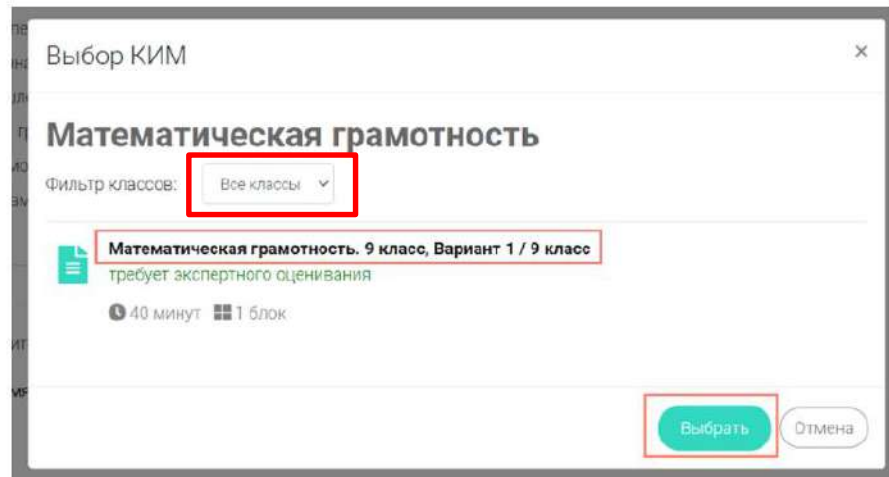 Выбор КИМ ×
Математическая грамотность
Фильтр классов: Все классы
Математическая грамотность. 9 класс, Вариант 1 / 9 класс
требует экспертного оценивания
40 минут 1 блок
Выбрать Отмена